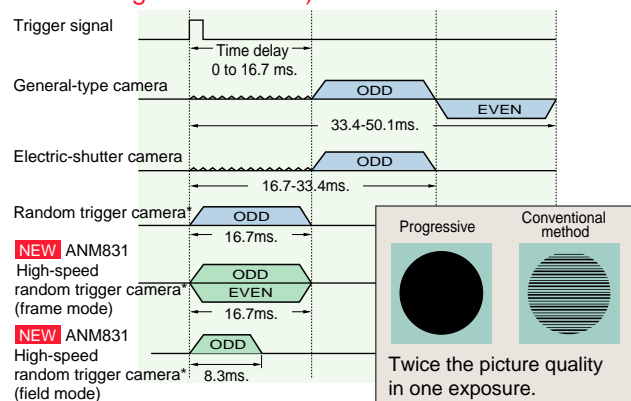 Trigger signal
Time delay
0 to 16.7 ms.
General-type camera
ODD
EVEN
33.4-50.1ms.
Electric-shutter camera
ODD
16.7-33.4ms.
Random trigger camera*
ODD
16.7ms.
NEW ANM831
High-speed
random trigger camera*
(frame mode)
ODD
EVEN
16.7ms.
NEW ANM831
High-speed
random trigger camera*
(field mode)
ODD
8.3ms.
Progressive
Conventional
method
Twice the picture quality
in one exposure.